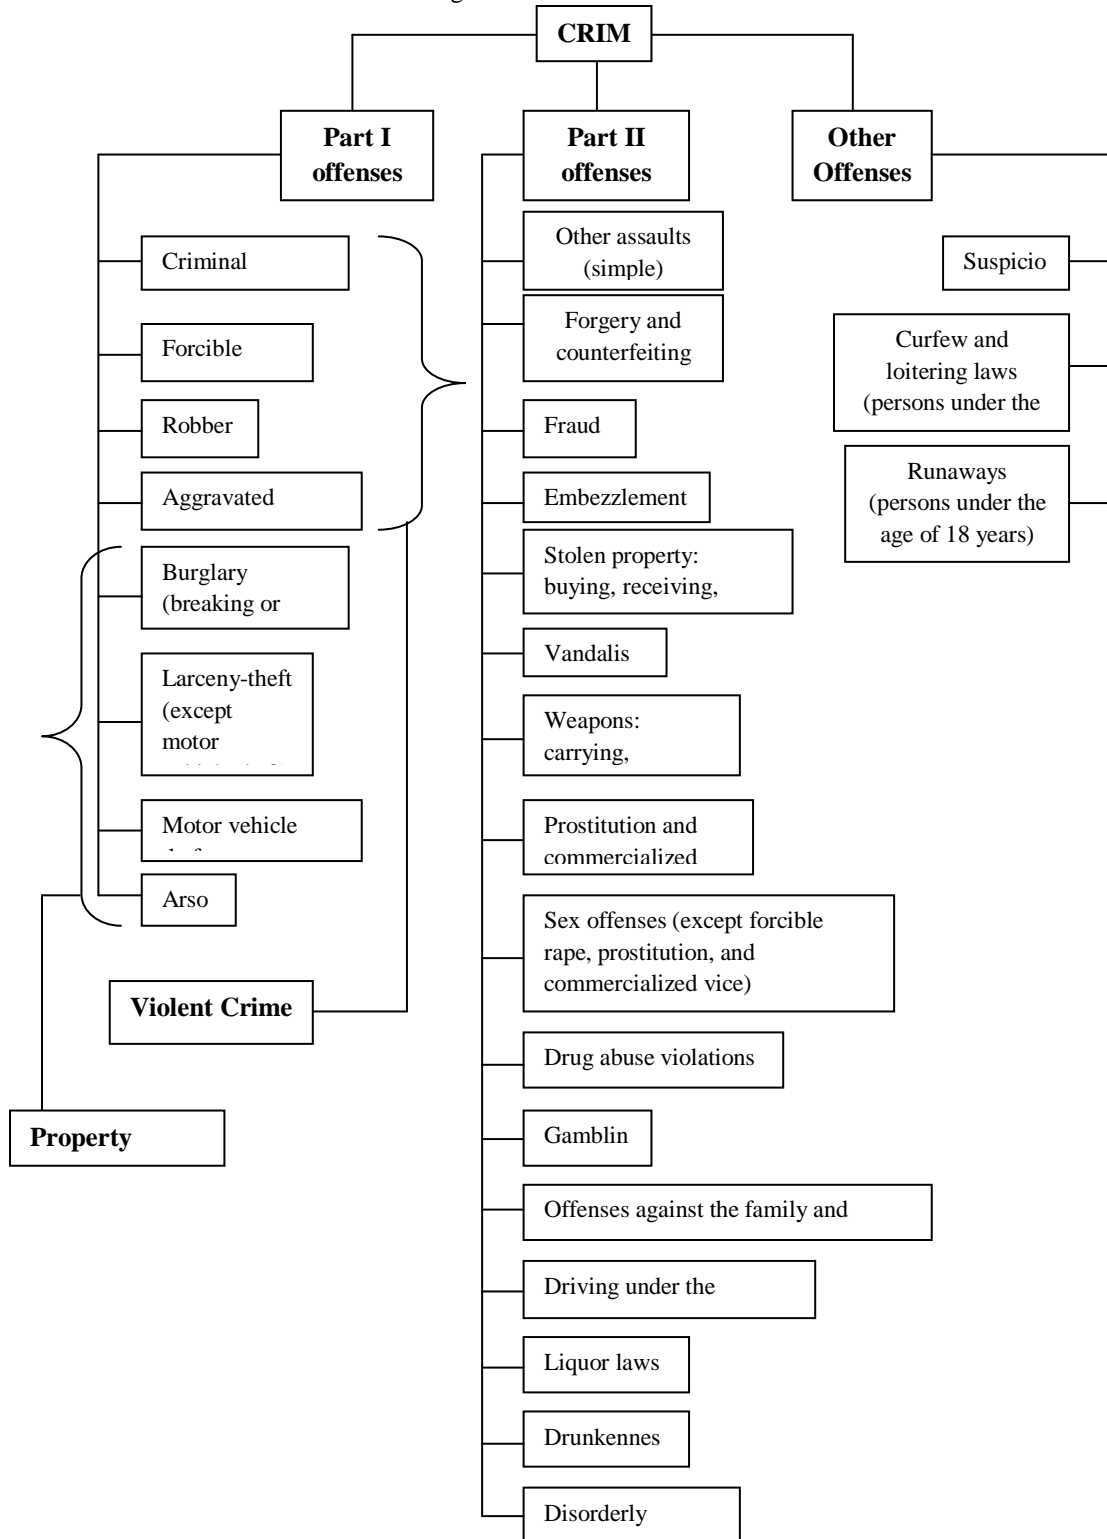 CRIM
Part I
offenses
Criminal
Forcible
Robber
Aggravated
Burglary
(breaking or
Larceny-theft
(except
motor
Motor vehicle
Arso
Violent Crime
Property
Part II
offenses
Other assaults
(simple)
Forgery and
counterfeiting
Fraud
Embezzlement
Stolen property:
buying, receiving,
Vandalis
Weapons:
carrying,
Prostitution and
commercialized
Sex offenses (except forcible
rape, prostitution, and
commercialized vice)
Drug abuse violations
Gamblin
Offenses against the family and
Driving under the
Liquor laws
Drunkennes
Disorderly
Other
Offenses
Suspicio
Curfew and
loitering laws
(persons under the
Runaways
(persons under the
age of 18 years)